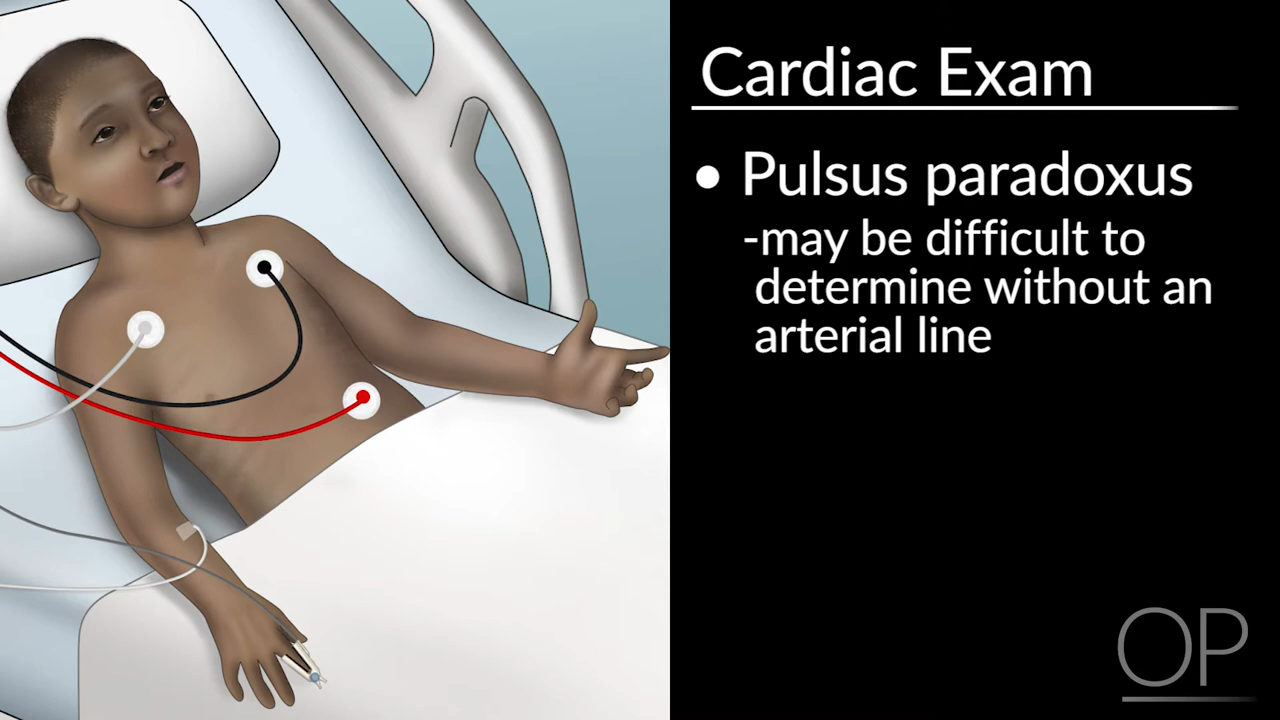 Cardiac Exam
• Pulsus paradoxus
-may be difficult to
determine without an
arterial line
OP